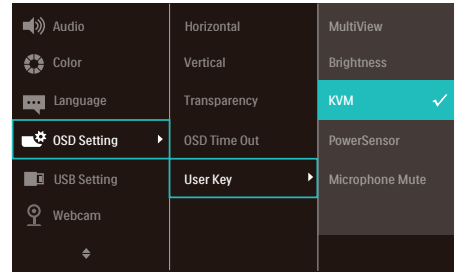 Audio
Color
Language
OSD Setting
USB Setting
Webcam
Horizontal
Vertical
Transparency
OSD Time Out
User Key
MultiView
Brightness
KVM
PowerSensor
Microphone Mute